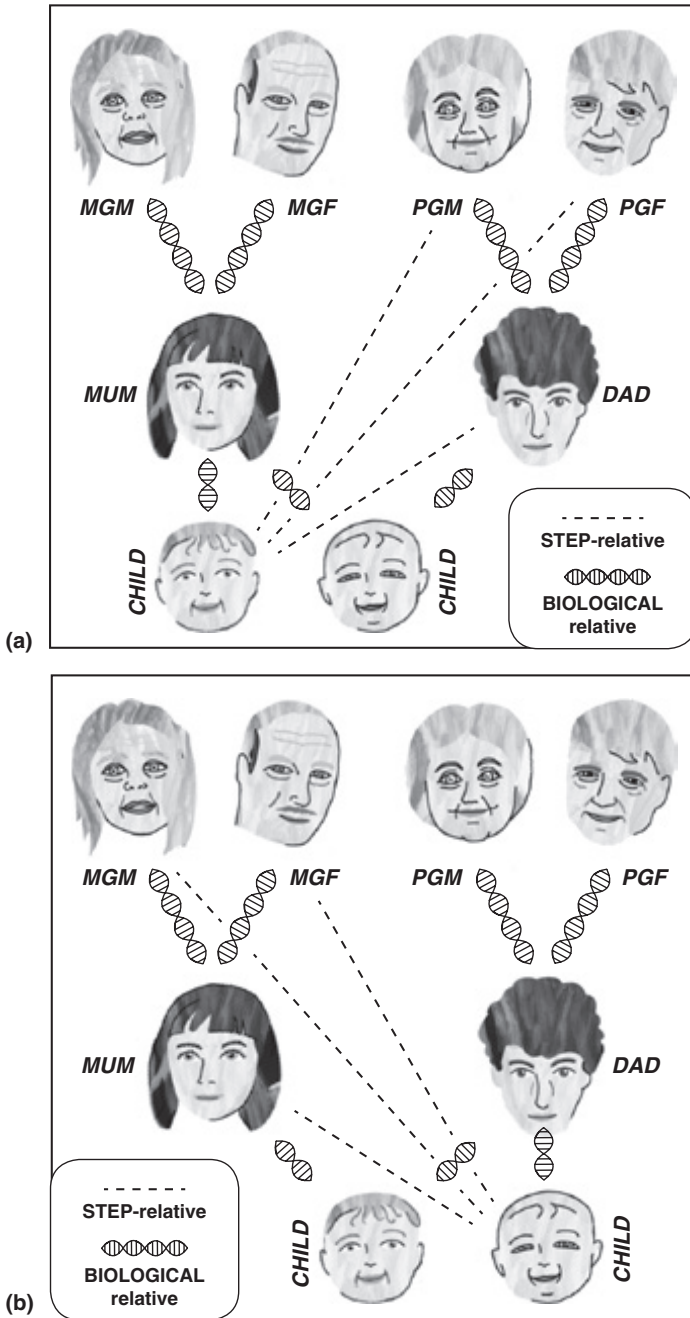 MGM MGF PGM PGF
MUM DAD
CHILD CHILD
STEP-relative
BIOLOGICAL
relative
(a)
MGM MGF PGM PGF
MUM DAD
CHILD CHILD
STEP-relative
BIOLOGICAL
relative
(b)